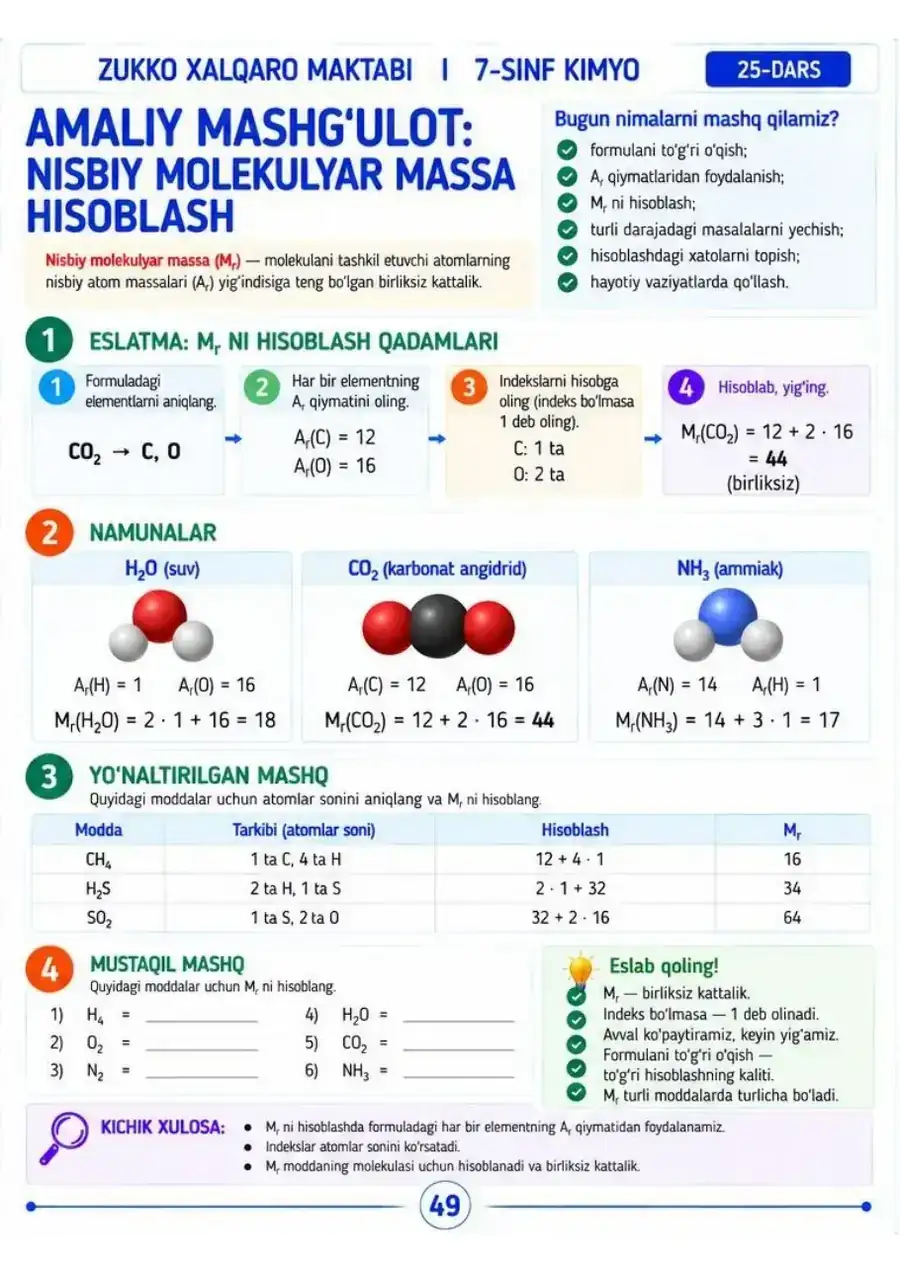 ZUKKO XALQARO MAKTABI | 7-SINF KIMYO
25-DARS
AMALIY MASHG‘ULOT:
NISBIY MOLEKULYAR MASSA
HISOBLASH
Nisbiy molekulyar massa (Mᵣ) — molekulani tashkil etuvchi atomlarning
nisbiy atom massalari (Aᵣ) yig‘indisiga teng bo‘lgan birliksiz kattalik.
Bugun nimalarni mashq qilamiz?
formulani to‘g‘ri o‘qish;
Aᵣ qiymatlaridan foydalanish;
Mᵣ ni hisoblash;
turli darajadagi masalalarni yechish;
hisoblashdagi xatolarni topish;
hayotiy vaziyatlarda qo‘llash.
1 ESLATMA: Mᵣ NI HISOBLASH QADAMLARI
1 Formuladagi
elementlarni aniqlang.
CO₂ → C, O
2 Har bir elementning
Aᵣ qiymatini oling.
Aᵣ(C) = 12
Aᵣ(O) = 16
3 Indekslarni hisobga
oling (indeks bo‘lmasa
1 deb oling).
C: 1 ta
O: 2 ta
4 Hisoblab, yig‘ing.
Mᵣ(CO₂) = 12 + 2 · 16
= 44
(birliksiz)
2 NAMUNALAR
H₂O (suv)
Aᵣ(H) = 1 Aᵣ(O) = 16
Mᵣ(H₂O) = 2 · 1 + 16 = 18
CO₂ (karbonat angidrid)
Aᵣ(C) = 12 Aᵣ(O) = 16
Mᵣ(CO₂) = 12 + 2 · 16 = 44
NH₃ (ammiak)
Aᵣ(N) = 14 Aᵣ(H) = 1
Mᵣ(NH₃) = 14 + 3 · 1 = 17
3 YO‘NALTIRILGAN MASHQ
Quyidagi moddalar uchun atomlar sonini aniqlang va Mᵣ ni hisoblang.
Modda Tarkibi (atomlar soni) Hisoblash Mᵣ
CH₄ 1 ta C, 4 ta H 12 + 4 · 1 16
H₂S 2 ta H, 1 ta S 2 · 1 + 32 34
SO₂ 1 ta S, 2 ta O 32 + 2 · 16 64
4 MUSTAQIL MASHQ
Quyidagi moddalar uchun Mᵣ ni hisoblang.
1) H₄ = ______
2) O₂ = ______
3) N₂ = ______
4) H₂O = ______
5) CO₂ = ______
6) NH₃ = ______
Eslab qoling!
Mᵣ — birliksiz kattalik.
Indeks bo‘lmasa — 1 deb olinadi.
Avval ko‘paytiramiz, keyin yig‘amiz.
Formulani to‘g‘ri o‘qish —
to‘g‘ri hisoblashning kaliti.
Mᵣ turli moddalarda turlicha bo‘ladi.
KICHIK XULOSA:
• Mᵣ ni hisoblashda formuladagi har bir elementning Aᵣ qiymatidan foydalanamiz.
• Indekslar atomlar sonini ko‘rsatadi.
• Mᵣ moddaning molekulasi uchun hisoblanadi va birliksiz kattalik.
49